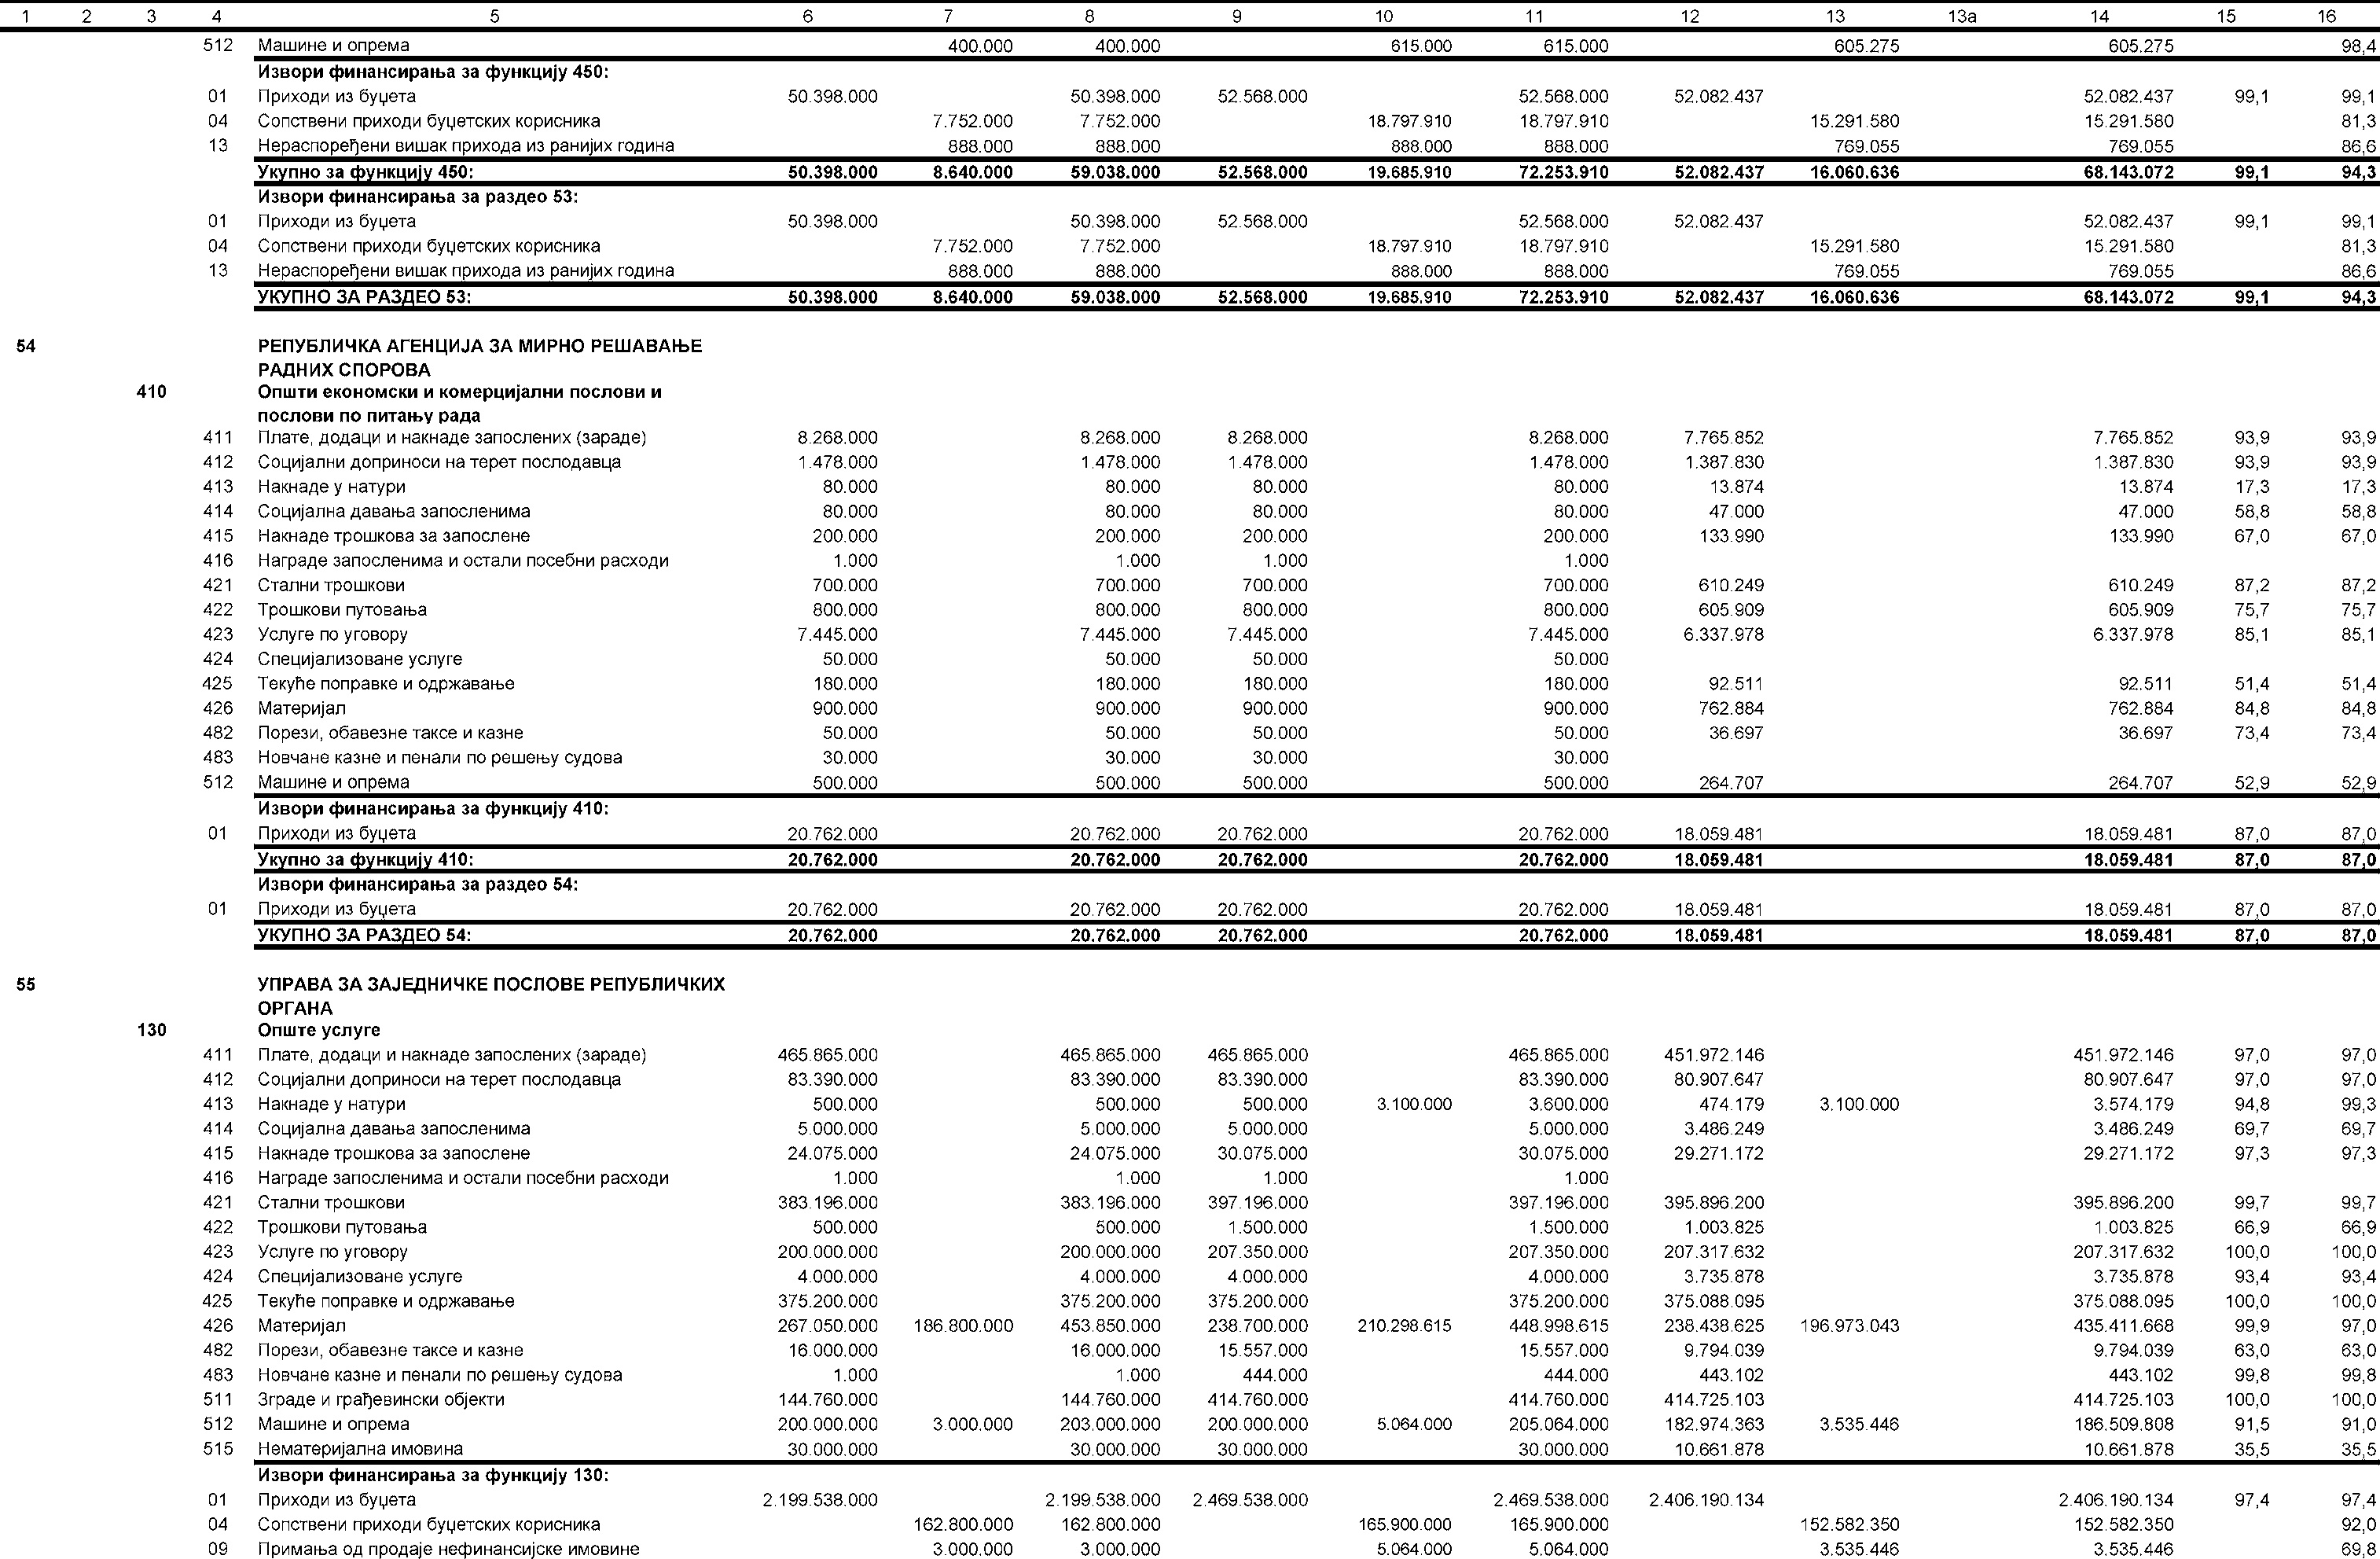 1 2 3 4 5 6 7 8 9 10 11 12 13 13a 14 15 16
512 Машине и опрема 400.000 400.000 615.000 615.000 605.275 605.275 98,4
Извори финансирања за функцију 450:
01 Приходи из буџета 50.398.000 50.398.000 52.568.000 52.568.000 52.082.437 52.082.437 99,1 99,1
04 Сопствени приходи буџетских корисника 7.752.000 7.752.000 18.797.910 18.797.910 15.291.580 15.291.580 81,3
13 Нераспоређени вишак прихода из ранијих година 888.000 888.000 888.000 888.000 769.055 769.055 86,6
Укупно за функцију 450: 50.398.000 8.640.000 59.038.000 52.568.000 19.685.910 72.253.910 52.082.437 16.060.636 68.143.072 99,1 94,3
Извори финансирања за раздео 53:
01 Приходи из буџета 50.398.000 50.398.000 52.568.000 52.568.000 52.082.437 52.082.437 99,1 99,1
04 Сопствени приходи буџетских корисника 7.752.000 7.752.000 18.797.910 18.797.910 15.291.580 15.291.580 81,3
13 Нераспоређени вишак прихода из ранијих година 888.000 888.000 888.000 888.000 769.055 769.055 86,6
УКУПНО ЗА РАЗДЕО 53: 50.398.000 8.640.000 59.038.000 52.568.000 19.685.910 72.253.910 52.082.437 16.060.636 68.143.072 99,1 94,3
54 РЕПУБЛИЧКА АГЕНЦИЈА ЗА МИРНО РЕШАВАЊЕ
РАДНИХ СПОРОВА
410 Општи економски и комерцијални послови и
послови по питању рада
411 Плате, додаци и накнаде запослених (зараде) 8.268.000 8.268.000 8.268.000 8.268.000 7.765.852 7.765.852 93,9 93,9
412 Социјални доприноси на терет послодавца 1.478.000 1.478.000 1.478.000 1.478.000 1.387.830 1.387.830 93,9 93,9
413 Накнаде у натури 80.000 80.000 80.000 80.000 13.874 13.874 17,3 17,3
414 Социјална давања запосленима 80.000 80.000 80.000 80.000 47.000 47.000 58,8 58,8
415 Накнаде трошкова за запослене 200.000 200.000 200.000 200.000 133.990 133.990 67,0 67,0
416 Награде запосленима и остали посебни расходи 1.000 1.000 1.000 1.000
421 Стални трошкови 700.000 700.000 700.000 700.000 610.249 610.249 87,2 87,2
422 Трошкови путовања 800.000 800.000 800.000 800.000 605.909 605.909 75,7 75,7
423 Услуге по уговору 7.445.000 7.445.000 7.445.000 7.445.000 6.337.978 6.337.978 85,1 85,1
424 Специјализоване услуге 50.000 50.000 50.000 50.000
425 Текуће поправке и одржавање 180.000 180.000 180.000 180.000 92.511 92.511 51,4 51,4
426 Материјал 900.000 900.000 900.000 900.000 762.884 762.884 84,8 84,8
482 Порези, обавезне таксе и казне 50.000 50.000 50.000 50.000 36.697 36.697 73,4 73,4
483 Новчане казне и пенали по решењу судова 30.000 30.000 30.000 30.000
512 Машине и опрема 500.000 500.000 500.000 500.000 264.707 264.707 52,9 52,9
Извори финансирања за функцију 410:
01 Приходи из буџета 20.762.000 20.762.000 20.762.000 20.762.000 18.059.481 18.059.481 87,0 87,0
Укупно за функцију 410: 20.762.000 20.762.000 20.762.000 20.762.000 18.059.481 18.059.481 87,0 87,0
Извори финансирања за раздео 54:
01 Приходи из буџета 20.762.000 20.762.000 20.762.000 20.762.000 18.059.481 18.059.481 87,0 87,0
УКУПНО ЗА РАЗДЕО 54: 20.762.000 20.762.000 20.762.000 20.762.000 18.059.481 18.059.481 87,0 87,0
55 УПРАВА ЗА ЗАЈЕДНИЧКЕ ПОСЛОВЕ РЕПУБЛИЧКИХ
ОРГАНА
130 Опште услуге
411 Плате, додаци и накнаде запослених (зараде) 465.865.000 465.865.000 465.865.000 465.865.000 451.972.146 451.972.146 97,0 97,0
412 Социјални доприноси на терет послодавца 83.390.000 83.390.000 83.390.000 83.390.000 80.907.647 80.907.647 97,0 97,0
413 Накнаде у натури 500.000 500.000 500.000 3.100.000 3.600.000 474.179 3.100.000 3.574.179 94,8 99,3
414 Социјална давања запосленима 5.000.000 5.000.000 5.000.000 5.000.000 3.486.249 3.486.249 69,7 69,7
415 Накнаде трошкова за запослене 24.075.000 24.075.000 30.075.000 30.075.000 29.271.172 29.271.172 97,3 97,3
416 Награде запосленима и остали посебни расходи 1.000 1.000 1.000 1.000
421 Стални трошкови 383.196.000 383.196.000 397.196.000 397.196.000 395.896.200 395.896.200 99,7 99,7
422 Трошкови путовања 500.000 500.000 1.500.000 1.500.000 1.003.825 1.003.825 66,9 66,9
423 Услуге по уговору 200.000.000 200.000.000 207.350.000 207.350.000 207.317.632 207.317.632 100,0 100,0
424 Специјализоване услуге 4.000.000 4.000.000 4.000.000 4.000.000 3.735.878 3.735.878 93,4 93,4
425 Текуће поправке и одржавање 375.200.000 375.200.000 375.200.000 375.200.000 375.088.095 375.088.095 100,0 100,0
426 Материјал 267.050.000 186.800.000 453.850.000 238.700.000 210.298.615 448.998.615 238.438.625 196.973.043 435.411.668 99,9 97,0
482 Порези, обавезне таксе и казне 16.000.000 16.000.000 15.557.000 15.557.000 9.794.039 9.794.039 63,0 63,0
483 Новчане казне и пенали по решењу судова 1.000 1.000 444.000 444.000 443.102 443.102 99,8 99,8
511 Зграде и грађевински објекти 144.760.000 144.760.000 414.760.000 414.760.000 414.725.103 414.725.103 100,0 100,0
512 Машине и опрема 200.000.000 3.000.000 203.000.000 200.000.000 5.064.000 205.064.000 182.974.363 3.535.446 186.509.808 91,5 91,0
515 Нематеријална имовина 30.000.000 30.000.000 30.000.000 30.000.000 10.661.878 10.661.878 35,5 35,5
Извори финансирања за функцију 130:
01 Приходи из буџета 2.199.538.000 2.199.538.000 2.469.538.000 2.469.538.000 2.406.190.134 2.406.190.134 97,4 97,4
04 Сопствени приходи буџетских корисника 162.800.000 162.800.000 165.900.000 165.900.000 152.582.350 152.582.350 92,0
09 Примања од продаје нефинансијске имовине 3.000.000 3.000.000 5.064.000 5.064.000 3.535.446 3.535.446 69,8